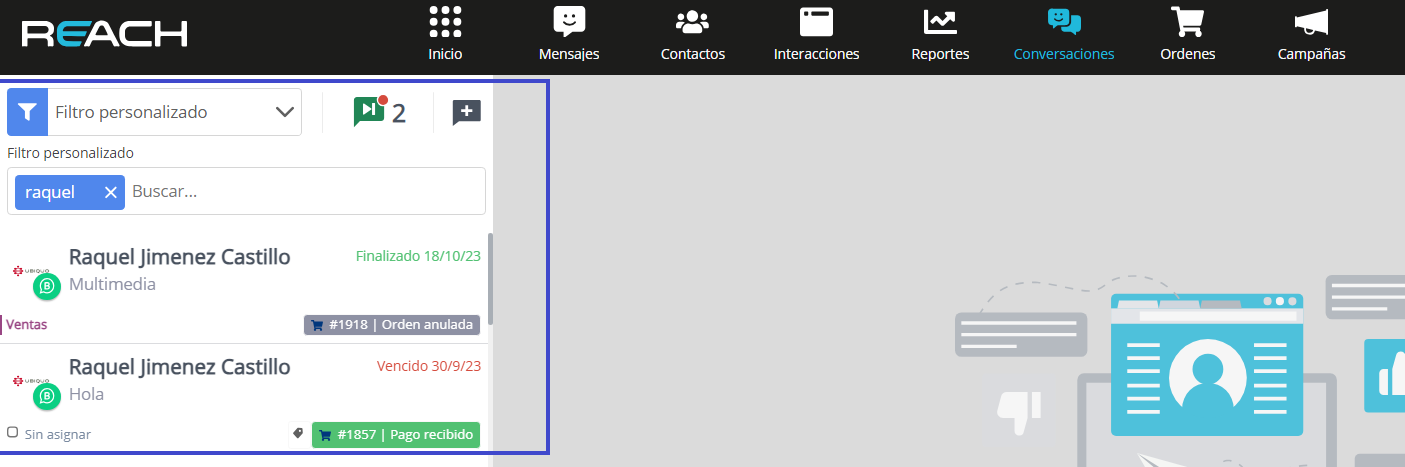 REACH
Inicio
Mensajes
Contactos
Interacciones
Reportes
Conversaciones
Ordenes
Campañas
Filtro personalizado
2
Filtro personalizado
raquel
Buscar...
Raquel Jimenez Castillo
Finalizado 18/10/23
UBIQUO
Multimedia
Ventas
#1918 | Orden anulada
Raquel Jimenez Castillo
Vencido 30/9/23
UBIQUO
Hola
Sin asignar
#1857 | Pago recibido